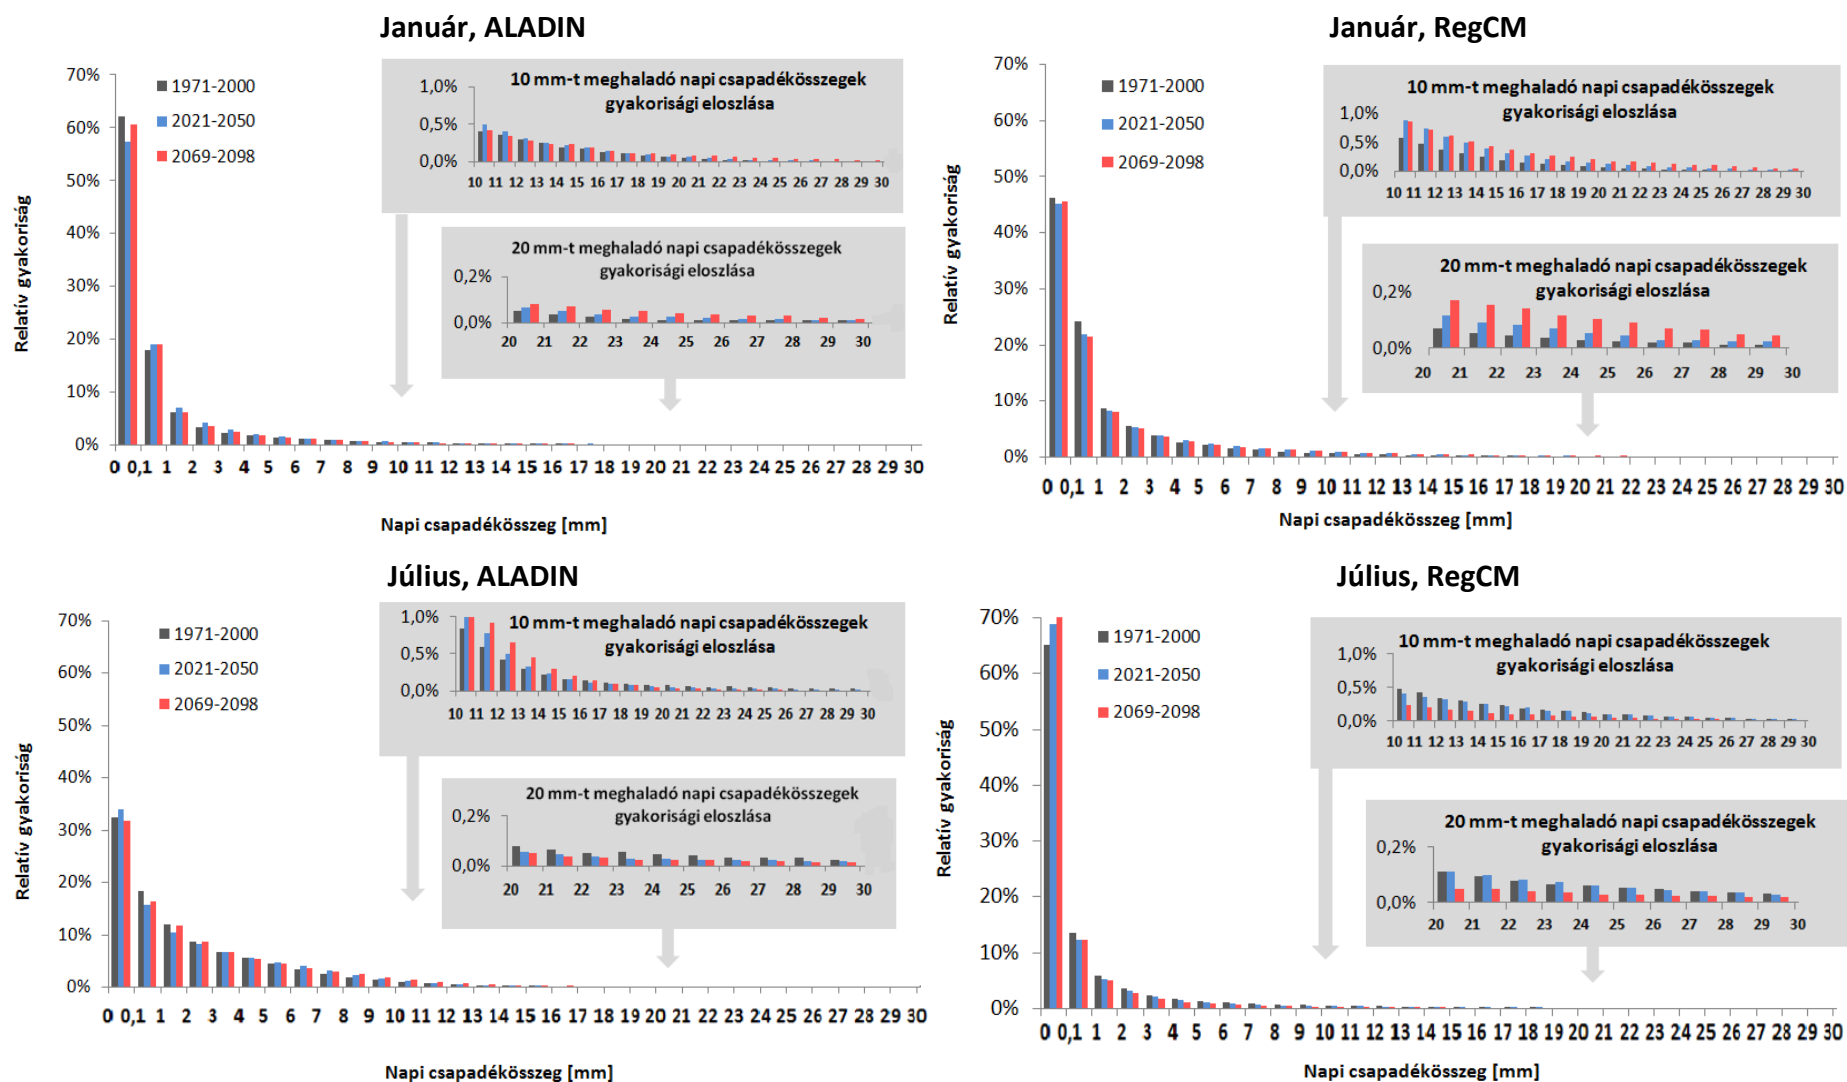 Január, ALADIN
70%
60%
50%
40%
30%
20%
10%
0%
Relatív gyakoriság
1971-2000
2021-2050
2069-2098
10 mm-t meghaladó napi csapadékösszegek
gyakorisági eloszlása
1,0%
0,5%
0,0%
10 11 12 13 14 15 16 17 18 19 20 21 22 23 24 25 26 27 28 29 30
20 mm-t meghaladó napi csapadékösszegek
gyakorisági eloszlása
0,2%
0,0%
20 21 22 23 24 25 26 27 28 29 30
0 0,1 1 2 3 4 5 6 7 8 9 10 11 12 13 14 15 16 17 18 19 20 21 22 23 24 25 26 27 28 29 30
Napi csapadékösszeg [mm]
Január, RegCM
70%
60%
50%
40%
30%
20%
10%
0%
Relatív gyakoriság
1971-2000
2021-2050
2069-2098
10 mm-t meghaladó napi csapadékösszegek
gyakorisági eloszlása
1,0%
0,5%
0,0%
10 11 12 13 14 15 16 17 18 19 20 21 22 23 24 25 26 27 28 29 30
20 mm-t meghaladó napi csapadékösszegek
gyakorisági eloszlása
0,2%
0,0%
20 21 22 23 24 25 26 27 28 29 30
0 0,1 1 2 3 4 5 6 7 8 9 10 11 12 13 14 15 16 17 18 19 20 21 22 23 24 25 26 27 28 29 30
Napi csapadékösszeg [mm]
Július, ALADIN
70%
60%
50%
40%
30%
20%
10%
0%
Relatív gyakoriság
1971-2000
2021-2050
2069-2098
10 mm-t meghaladó napi csapadékösszegek
gyakorisági eloszlása
1,0%
0,5%
0,0%
10 11 12 13 14 15 16 17 18 19 20 21 22 23 24 25 26 27 28 29 30
20 mm-t meghaladó napi csapadékösszegek
gyakorisági eloszlása
0,2%
0,0%
20 21 22 23 24 25 26 27 28 29 30
0 0,1 1 2 3 4 5 6 7 8 9 10 11 12 13 14 15 16 17 18 19 20 21 22 23 24 25 26 27 28 29 30
Napi csapadékösszeg [mm]
Július, RegCM
70%
60%
50%
40%
30%
20%
10%
0%
Relatív gyakoriság
1971-2000
2021-2050
2069-2098
10 mm-t meghaladó napi csapadékösszegek
gyakorisági eloszlása
1,0%
0,5%
0,0%
10 11 12 13 14 15 16 17 18 19 20 21 22 23 24 25 26 27 28 29 30
20 mm-t meghaladó napi csapadékösszegek
gyakorisági eloszlása
0,2%
0,0%
20 21 22 23 24 25 26 27 28 29 30
0 0,1 1 2 3 4 5 6 7 8 9 10 11 12 13 14 15 16 17 18 19 20 21 22 23 24 25 26 27 28 29 30
Napi csapadékösszeg [mm]